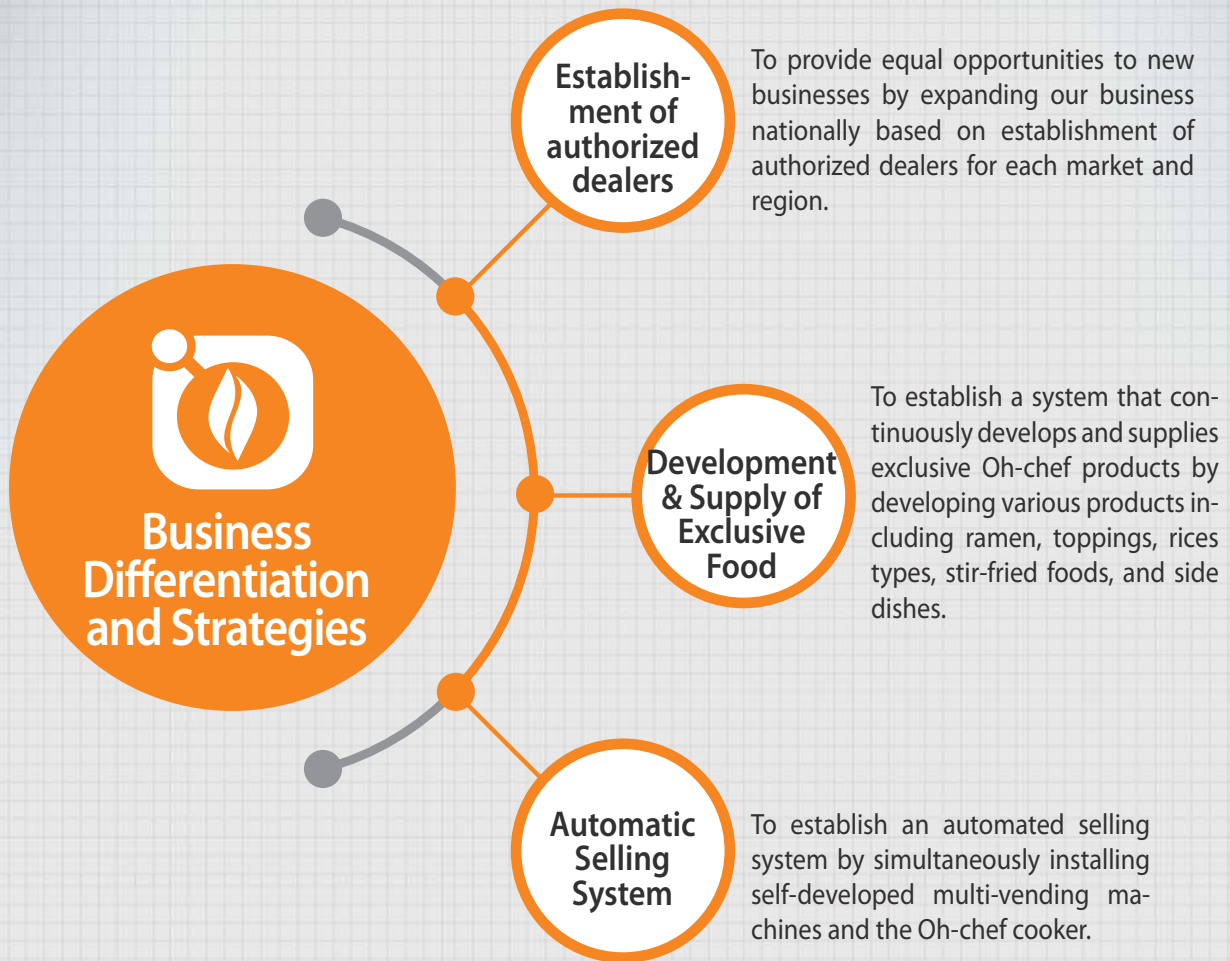 Establish-
ment of
authorized
dealers
To provide equal opportunities to new
businesses by expanding our business
nationally based on establishment of
authorized dealers for each market and
region.
Business
Differentiation
and Strategies
Development
& Supply of
Exclusive
Food
To establish a system that con-
tinuously develops and supplies
exclusive Oh-chef products by
developing various products in-
cluding ramen, toppings, rices
types, stir-fried foods, and side
dishes.
Automatic
Selling
System
To establish an automated selling
system by simultaneously installing
self-developed multi-vending ma-
chines and the Oh-chef cooker.